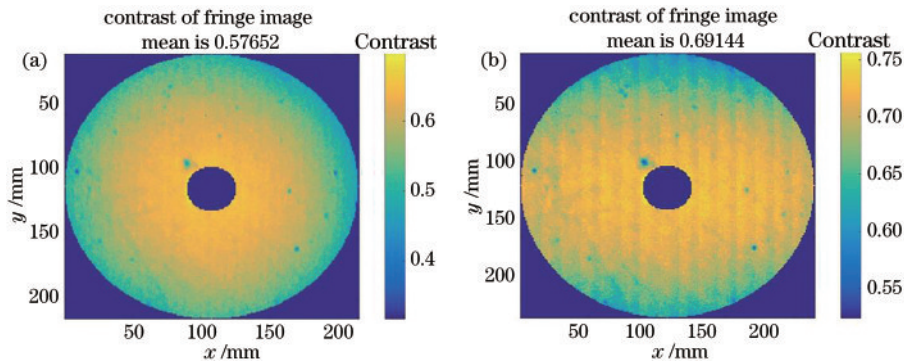 contrast of fringe image
mean is 0.57652
(a)
Contrast
50
100
150
200
y /mm
50 100 150 200
x /mm
0.6
0.5
0.4
contrast of fringe image
mean is 0.69144
(b)
Contrast
50
100
150
200
y /mm
50 100 150 200
x /mm
0.75
0.70
0.65
0.60
0.55